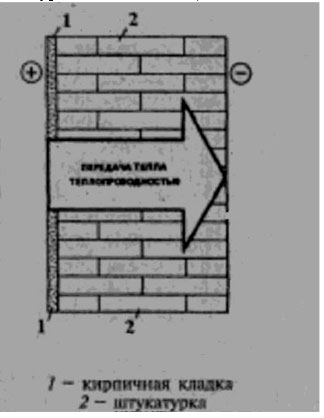 1 2
+ −
ПЕРЕДАЧА ТЕПЛА
ТЕПЛОПРОВОДНОСТЬЮ
1 2
1 – кирпичная кладка
2 – штукатурка